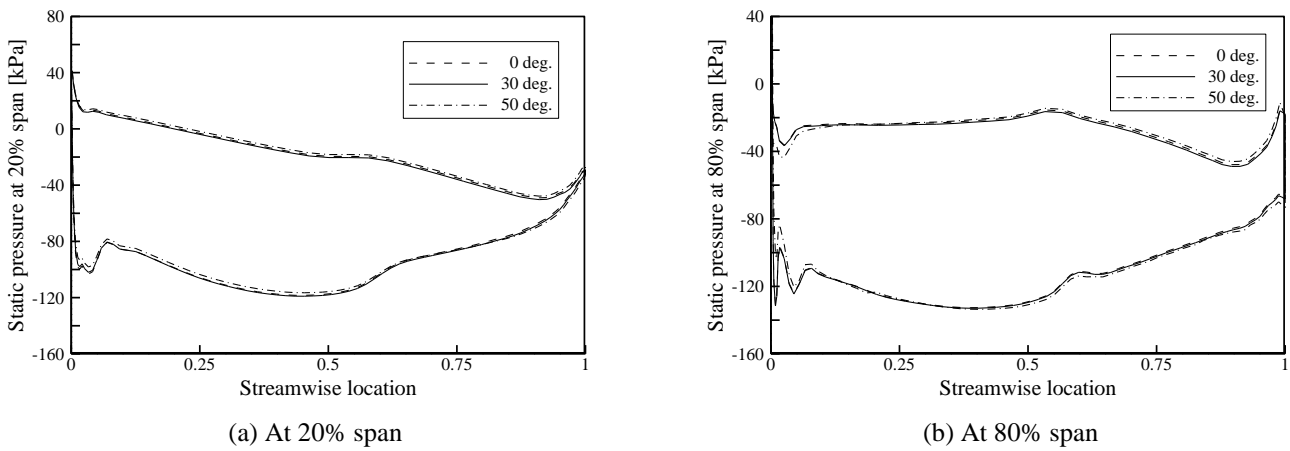 Static pressure at 20% span [kPa]
80
40
0
-40
-80
-120
-160
0 deg.
30 deg.
50 deg.
0
0.25
0.5
0.75
1
Streamwise location
(a) At 20% span
Static pressure at 80% span [kPa]
40
0
-40
-80
-120
-160
0 deg.
30 deg.
50 deg.
0
0.25
0.5
0.75
1
Streamwise location
(b) At 80% span